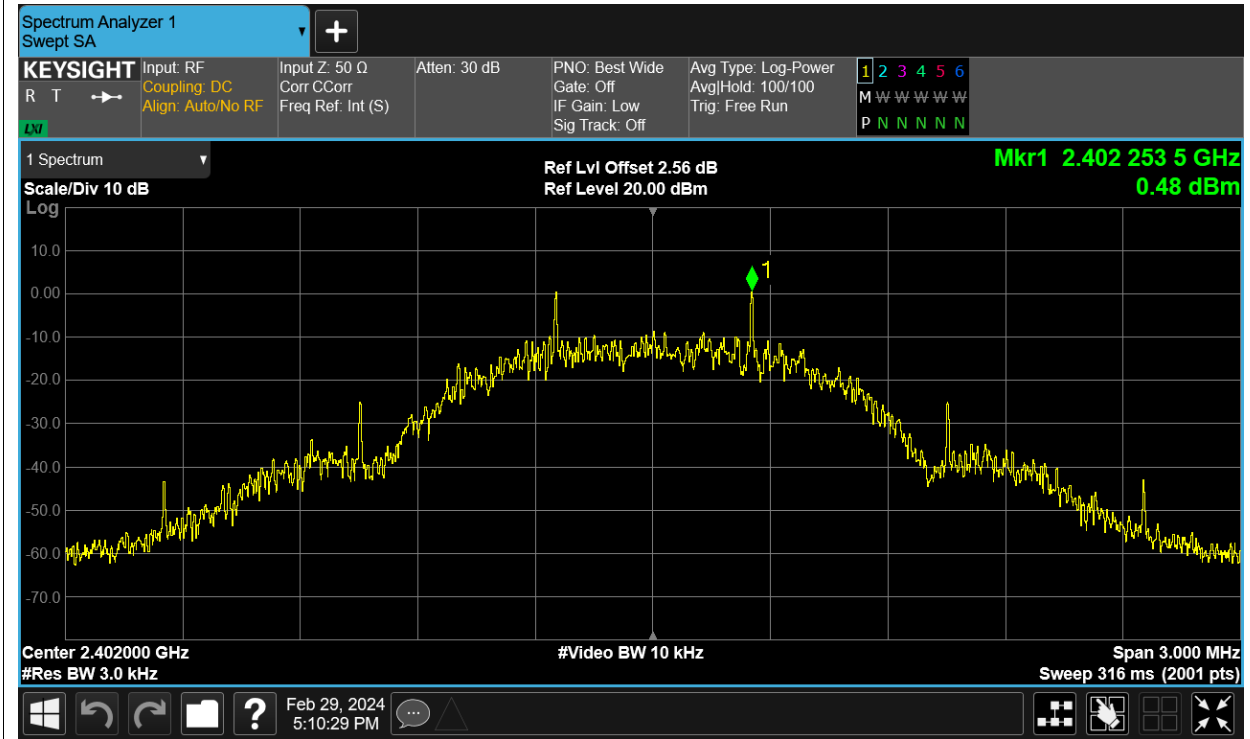 Spectrum Analyzer 1
Swept SA
+
KEYSIGHT
R T
LXI
Input: RF
Coupling: DC
Align: Auto/No RF
Input Z: 50 Ω
Corr CCorr
Freq Ref: Int (S)
Atten: 30 dB
PNO: Best Wide
Gate: Off
IF Gain: Low
Sig Track: Off
Avg Type: Log-Power
Avg|Hold: 100/100
Trig: Free Run
1 2 3 4 5 6
M W W W W W
P N N N N N
1 Spectrum
Scale/Div 10 dB
Log
Ref Lvl Offset 2.56 dB
Ref Level 20.00 dBm
Mkr1 2.402 253 5 GHz
0.48 dBm
1
10.0
0.00
-10.0
-20.0
-30.0
-40.0
-50.0
-60.0
-70.0
Center 2.402000 GHz
#Video BW 10 kHz
Span 3.000 MHz
#Res BW 3.0 kHz
Sweep 316 ms (2001 pts)
?
Feb 29, 2024
5:10:29 PM